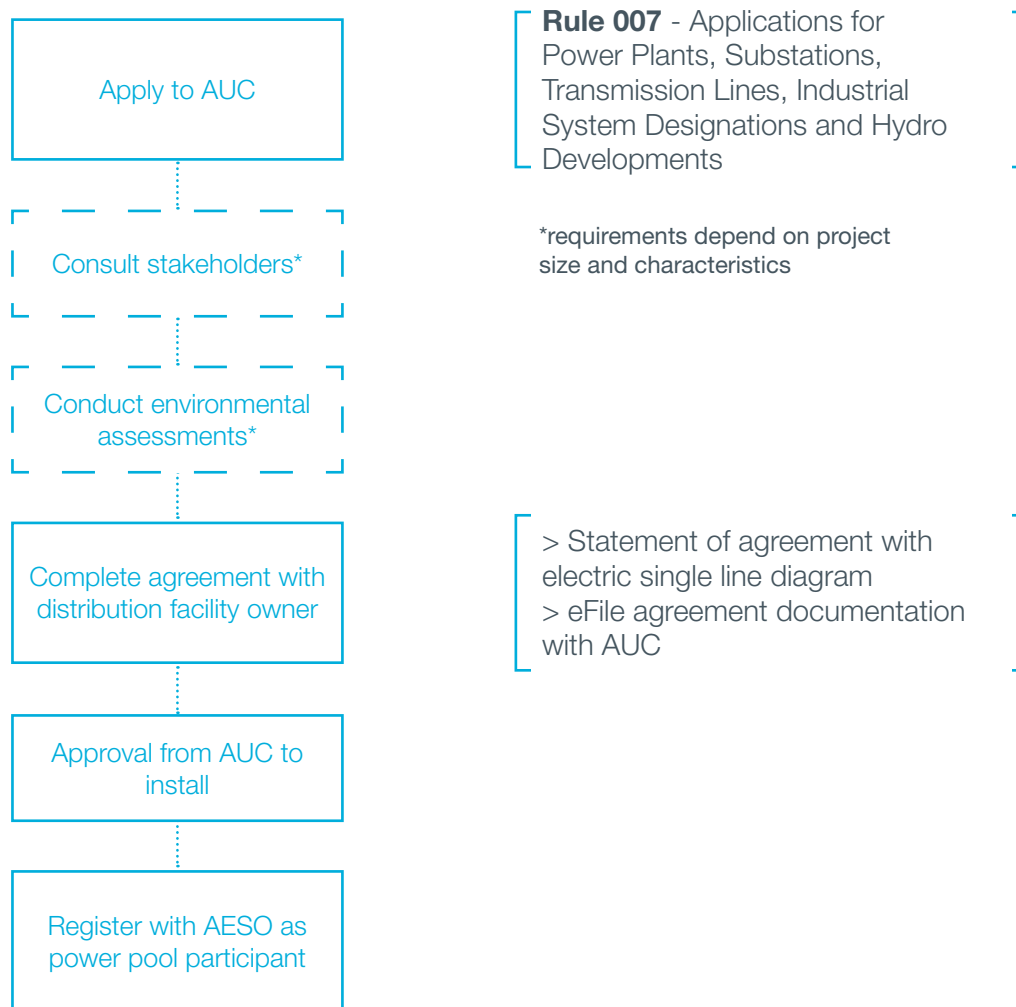 Apply to AUC
Rule 007 - Applications for
Power Plants, Substations,
Transmission Lines, Industrial
System Designations and Hydro
Developments
Consult stakeholders*
*requirements depend on project
size and characteristics
Conduct environmental
assessments*
Complete agreement with
distribution facility owner
> Statement of agreement with
electric single line diagram
> eFile agreement documentation
with AUC
Approval from AUC to
install
Register with AESO as
power pool participant